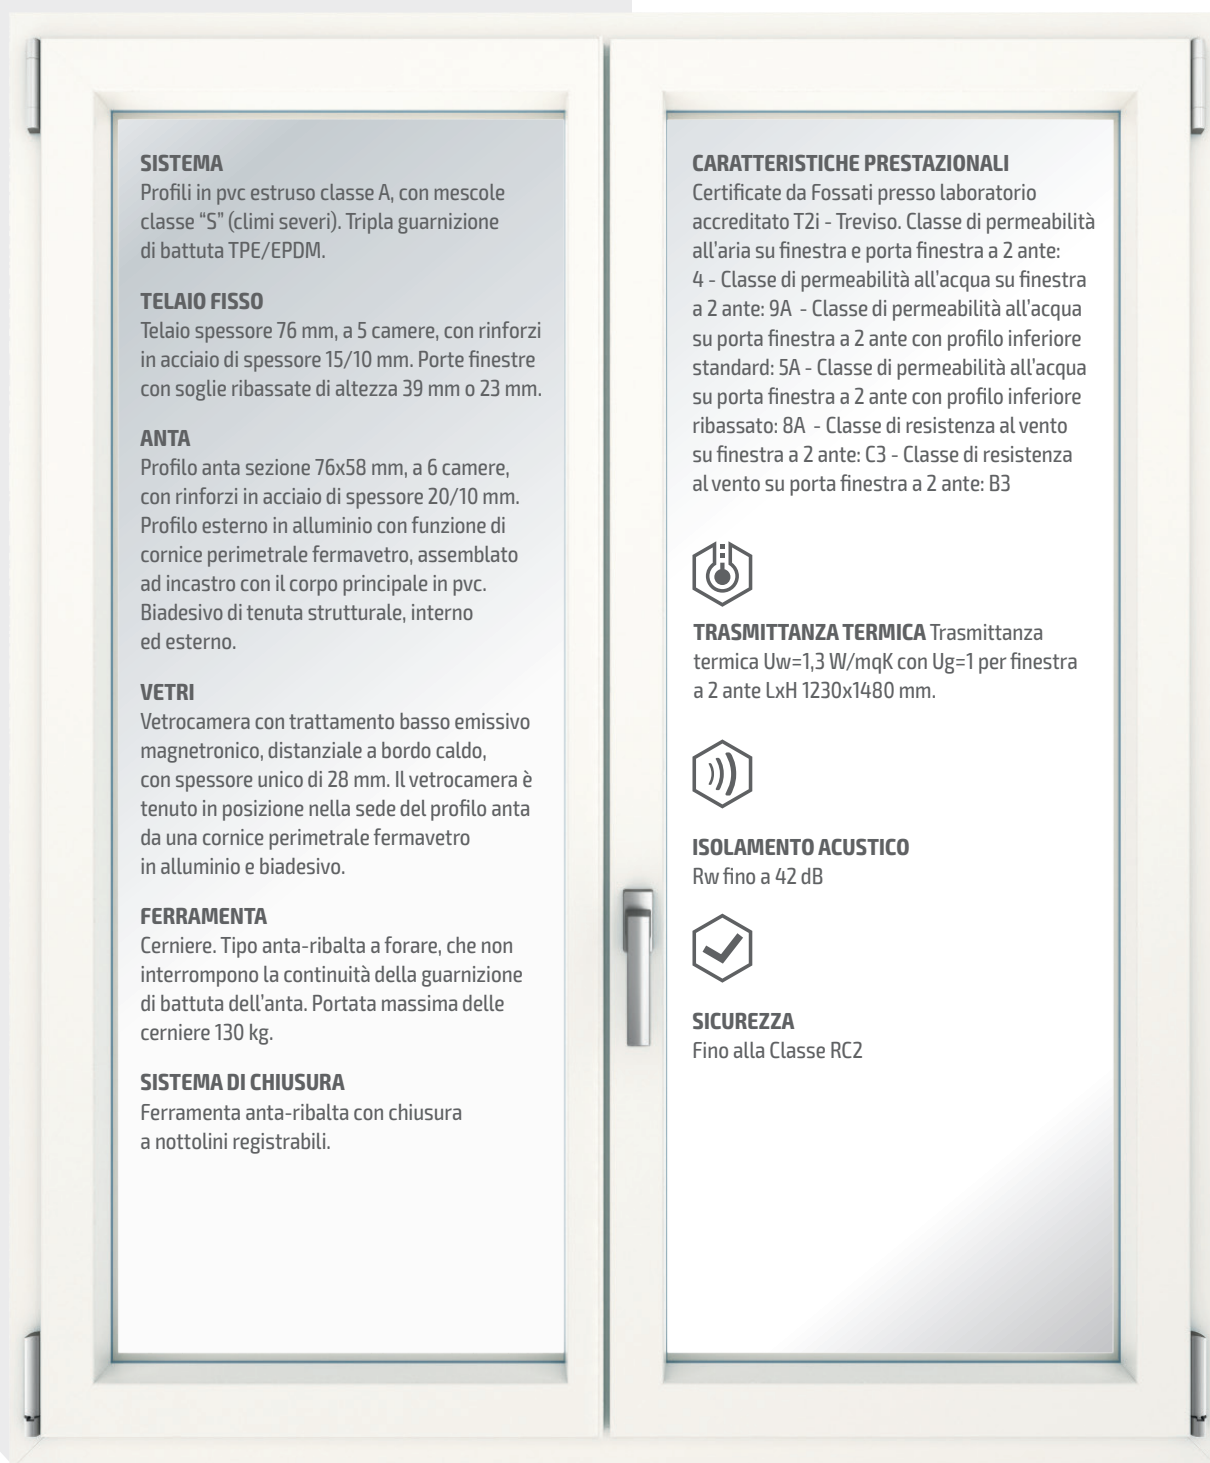 SISTEMA
Profili in pvc estruso classe A, con mescole
classe “S” (climi severi). Tripla guarnizione
di battuta TPE/EPDM.
TELAIO FISSO
Telaio spessore 76 mm, a 5 camere, con rinforzi
in acciaio di spessore 15/10 mm. Porte finestre
con soglie ribassate di altezza 39 mm o 23 mm.
ANTA
Profilo anta sezione 76x58 mm, a 6 camere,
con rinforzi in acciaio di spessore 20/10 mm.
Profilo esterno in alluminio con funzione di
cornice perimetrale fermavetro, assemblato
ad incastro con il corpo principale in pvc.
Biadesivo di tenuta strutturale, interno
ed esterno.
VETRI
Vetrocamera con trattamento basso emissivo
magnetronico, distanziale a bordo caldo,
con spessore unico di 28 mm. Il vetrocamera è
tenuto in posizione nella sede del profilo anta
da una cornice perimetrale fermavetro
in alluminio e biadesivo.
FERRAMENTA
Cerniere. Tipo anta-ribalta a forare, che non
interrompono la continuità della guarnizione
di battuta dell'anta. Portata massima delle
cerniere 130 kg.
SISTEMA DI CHIUSURA
Ferramenta anta-ribalta con chiusura
a nottolini registrabili.
CARATTERISTICHE PRESTAZIONALI
Certificate da Fossati presso laboratorio
accreditato T2i - Treviso. Classe di permeabilità
all'aria su finestra e porta finestra a 2 ante:
4 - Classe di permeabilità all'acqua su finestra
a 2 ante: 9A - Classe di permeabilità all'acqua
su porta finestra a 2 ante con profilo inferiore
standard: 5A - Classe di permeabilità all'acqua
su porta finestra a 2 ante con profilo inferiore
ribassato: 8A - Classe di resistenza al vento
su finestra a 2 ante: C3 - Classe di resistenza
al vento su porta finestra a 2 ante: B3
TRASMITTANZA TERMICA Trasmittanza
termica Uw=1,3 W/mqK con Ug=1 per finestra
a 2 ante LxH 1230x1480 mm.
ISOLAMENTO ACUSTICO
Rw fino a 42 dB
SICUREZZA
Fino alla Classe RC2